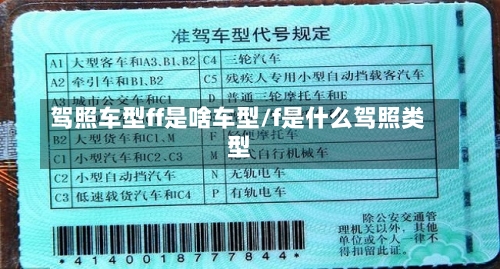 准驾车型代号规定
A1 大型客车和A3、B1、B2 C4 三轮汽车
A2 牵引车和B1、B2 C5 残疾人专用小型自动挡载客汽车
A3 城市公交车和C1 D 普通三轮摩托车和E
驾照车型ff是啥车型/f是什么驾照类
型
B2 大型货车和C1、M
C1 小型汽车和C2、C3 M 式自行机械车
C2 小型自动挡汽车 N 无轨电车
C3 低速载货汽车和C4 P 有轨电车
除公安交通管
理机关以外，其他
单位或个人一律不
得扣留此证
*4140018777784 4*